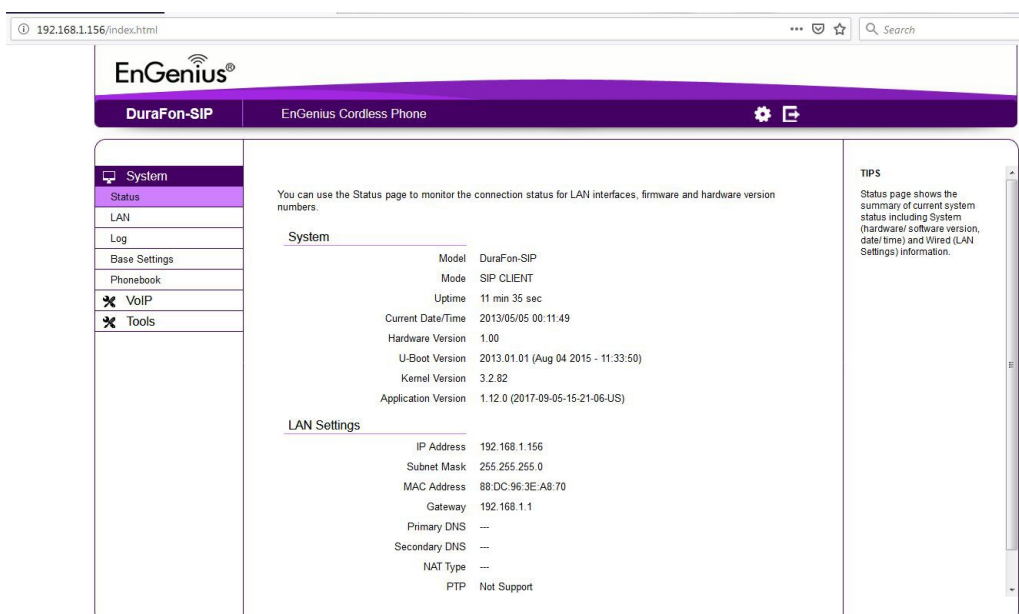 192.168.1.156/index.html
Search
EnGenius®
DuraFon-SIP
EnGenius Cordless Phone
System
Status
LAN
Log
Base Settings
Phonebook
VoIP
Tools
You can use the Status page to monitor the connection status for LAN interfaces, firmware and hardware version
numbers.
System
Model DuraFon-SIP
Mode SIP CLIENT
Uptime 11 min 35 sec
Current Date/Time 2013/05/05 00:11:49
Hardware Version 1.00
U-Boot Version 2013.01.01 (Aug 04 2015 - 11:33:50)
Kernel Version 3.2.82
Application Version 1.12.0 (2017-09-05-15-21-06-US)
LAN Settings
IP Address 192.168.1.156
Subnet Mask 255.255.255.0
MAC Address 88:DC:96:3E:A8:70
Gateway 192.168.1.1
Primary DNS ---
Secondary DNS ---
NAT Type ---
PTP Not Support
TIPS
Status page shows the
summary of current system
status including System
(hardware/ software version,
date/ time) and Wired (LAN
Settings) information.